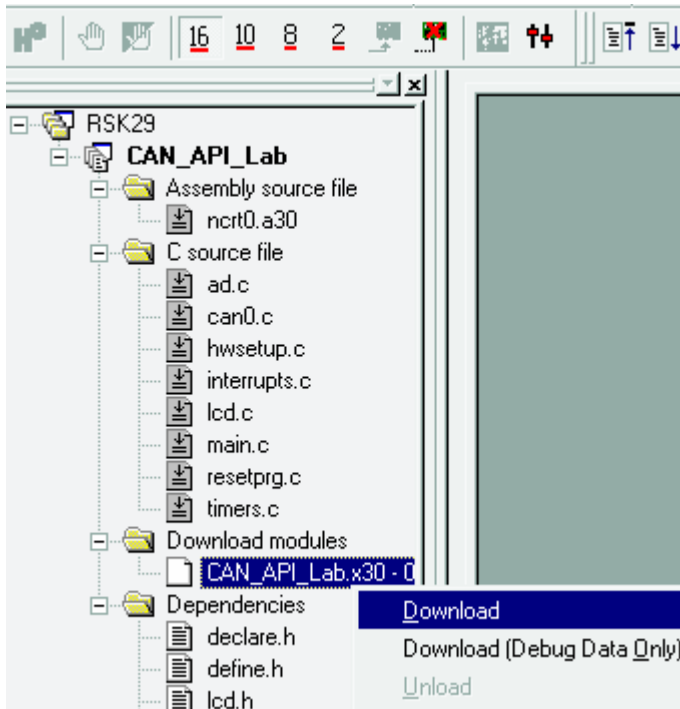 16 10 8 2
RSK29
CAN_API_Lab
Assembly source file
ncrt0.a30
C source file
ad.c
can0.c
hwsetup.c
interrupts.c
lcd.c
main.c
resetprg.c
timers.c
Download modules
CAN_API_Lab.x30 - 0
Dependencies
Download
declare.h
Download (Debug Data Only)
define.h
Unload
lcd.h